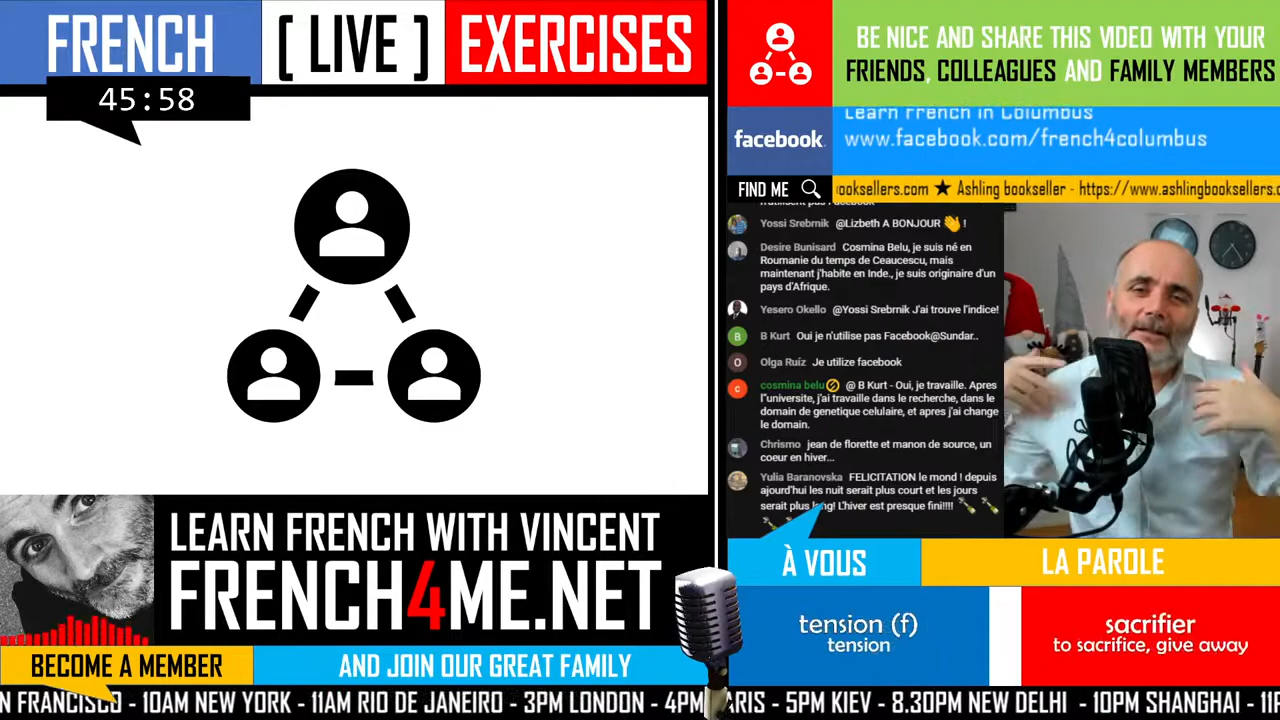 FRENCH [ LIVE ] EXERCISES
45:58
BE NICE AND SHARE THIS VIDEO WITH YOUR
FRIENDS, COLLEAGUES AND FAMILY MEMBERS
facebook.
Learn French in Columbus
www.facebook.com/french4columbus
FIND ME
ooksellers.com ★ Ashling bookseller - https://www.ashlingbooksellers.c
n'utilisent pas Facebook
Yossi Srebrnik @Lizbeth A BONJOUR 👋 !
Desire Bunisard Cosmina Belu, je suis né en
Roumanie du temps de Ceaucescu, mais
maintenant j'habite en Inde., je suis originaire d'un
pays d'Afrique.
Yesero Okello @Yossi Srebrnik J'ai trouve l'indice!
B Kurt Oui je n'utilise pas Facebook@Sundar..
Olga Ruiz Je utilize facebook
cosmina belu @ B Kurt - Oui, je travaille. Apres
l"universite, j'ai travaille dans le recherche, dans le
domain de genetique celulaire, et apres j'ai change
le domain.
Chrismo jean de florette et manon de source, un
coeur en hiver...
Yulia Baranovska FELICITATION le mond ! depuis
ajourd'hui les nuit serait plus court et les jours
serait plus long! L'hiver est presque fini!!!!
À VOUS
LA PAROLE
tension (f)
tension
sacrifier
to sacrifice, give away
LEARN FRENCH WITH VINCENT
FRENCH4ME.NET
BECOME A MEMBER
AND JOIN OUR GREAT FAMILY
N FRANCISCO - 10AM NEW YORK - 11AM RIO DE JANEIRO - 3PM LONDON - 4PM PARIS - 5PM KIEV - 8.30PM NEW DELHI - 10PM SHANGHAI - 11P